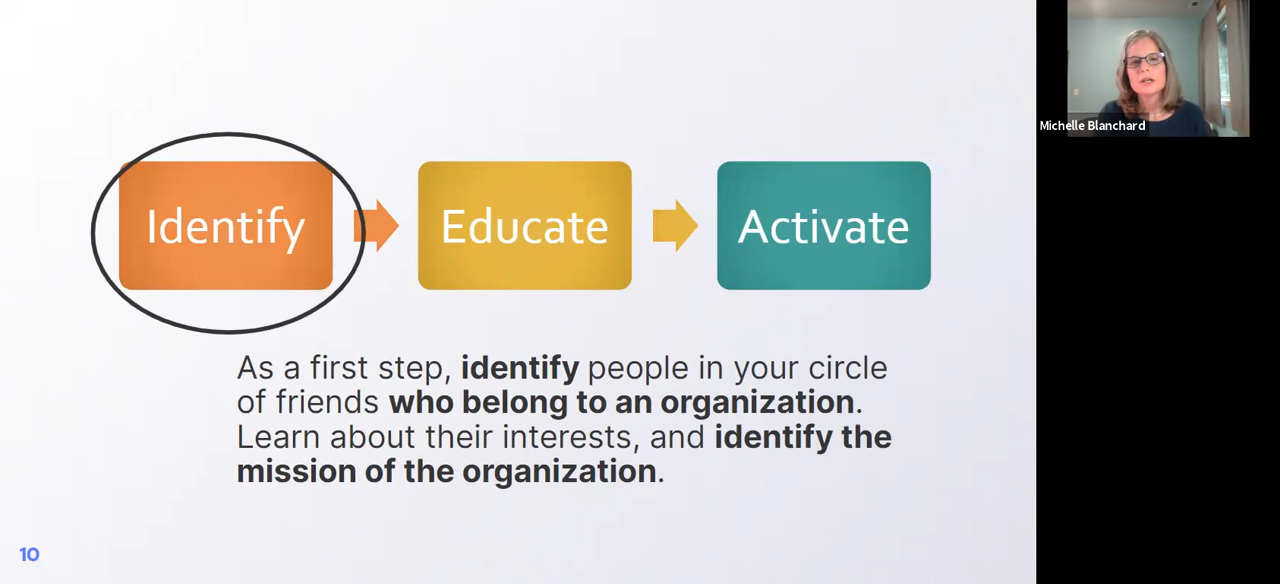 Identify
Educate
Activate
As a first step, identify people in your circle
of friends who belong to an organization.
Learn about their interests, and identify the
mission of the organization.
10
Michelle Blanchard